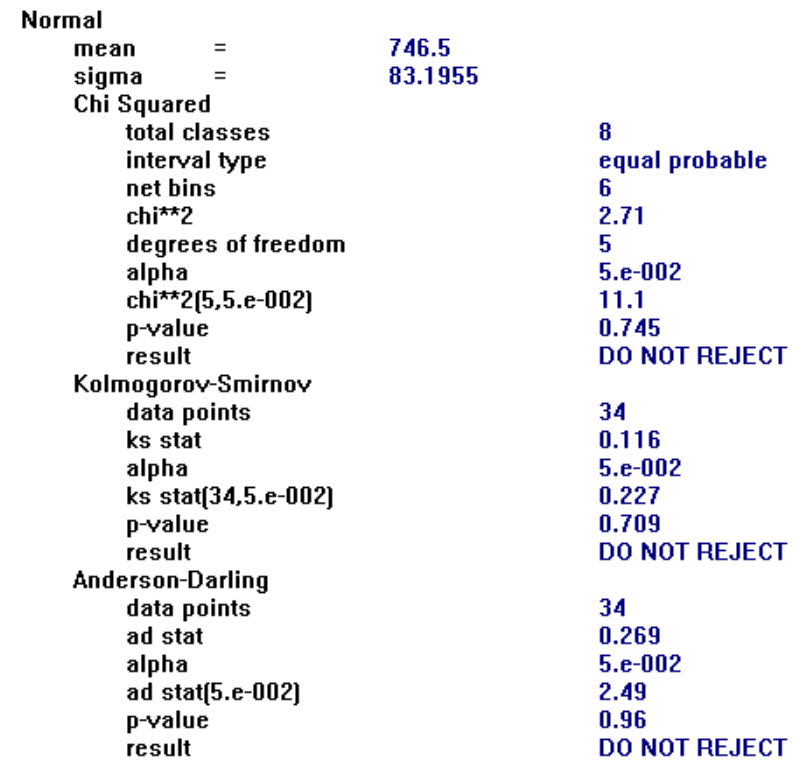 Normal
mean = 746.5
sigma = 83.1955
Chi Squared
total classes 8
interval type equal probable
net bins 6
chi**2 2.71
degrees of freedom 5
alpha 5.e-002
chi**2(5,5.e-002) 11.1
p-value 0.745
result DO NOT REJECT
Kolmogorov-Smirnov
data points 34
ks stat 0.116
alpha 5.e-002
ks stat(34,5.e-002) 0.227
p-value 0.709
result DO NOT REJECT
Anderson-Darling
data points 34
ad stat 0.269
alpha 5.e-002
ad stat(5.e-002) 2.49
p-value 0.96
result DO NOT REJECT